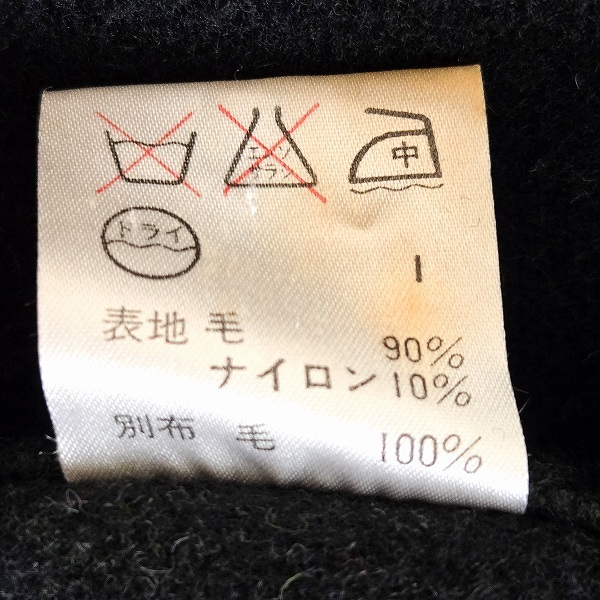 エンソ
サラシ
中
ドライ
I
表地 毛 90%
ナイロン 10%
別布 毛 100%